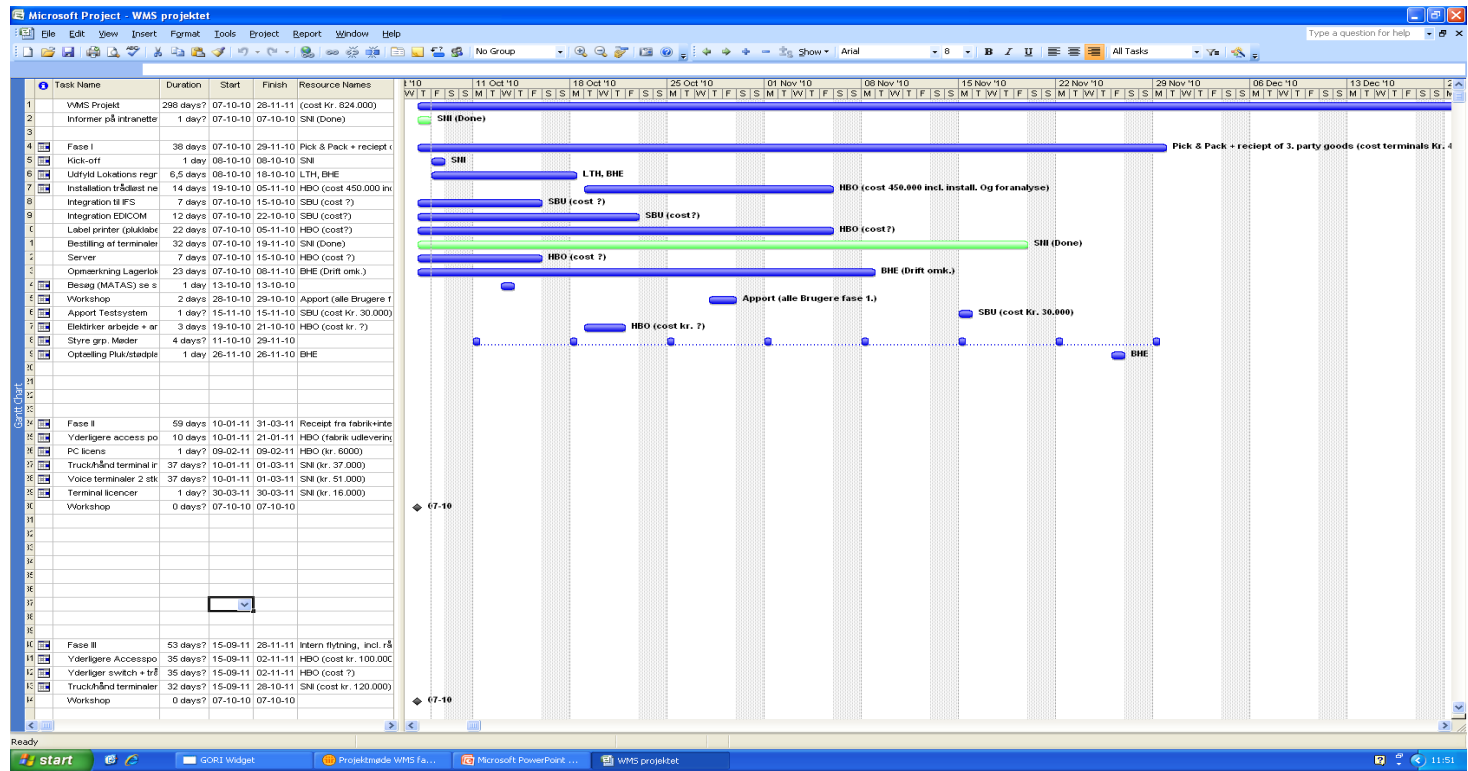 Microsoft Project - WMS projektet
File Edit View Insert Format Tools Project Report Window Help Type a question for help
No Group Show Arial 8 B I U All Tasks
Task Name Duration Start Finish Resource Names
'10 11 Oct '10 18 Oct '10 25 Oct '10 01 Nov '10 08 Nov '10 15 Nov '10 22 Nov '10 29 Nov '10 06 Dec '10 13 Dec '10
W T F S S M T W T F S S M T W T F S S M T W T F S S M T W T F S S M T W T F S S M T W T F S S M T W T F S S M T W T F S S M T W T F S S M T W T F S S M
1 WMS Projekt 298 days? 07-10-10 28-11-11 (cost Kr. 824.000)
2 Informer på intranette 1 day? 07-10-10 07-10-10 SNI (Done) SNI (Done)
3
4 Fase I 38 days 07-10-10 29-11-10 Pick & Pack + reciept o Pick & Pack + reciept of 3. party goods (cost terminals Kr. 4
5 Kick-off 1 day 08-10-10 08-10-10 SNI SNI
6 Udfyld Lokations regr 6,5 days 08-10-10 18-10-10 LTH, BHE LTH, BHE
7 Installation trådløst ne 14 days 19-10-10 05-11-10 HBO (cost 450.000 inc HBO (cost 450.000 incl. install. Og foranalyse)
8 Integration til IFS 7 days 07-10-10 15-10-10 SBU (cost ?) SBU (cost ?)
9 Integration EDICOM 12 days 07-10-10 22-10-10 SBU (cost?) SBU (cost?)
Label printer (pluklabe 22 days 07-10-10 05-11-10 HBO (cost?) HBO (cost?)
Bestilling af terminaler 32 days 07-10-10 19-11-10 SNI (Done) SNI (Done)
Server 7 days 07-10-10 15-10-10 HBO (cost ?) HBO (cost ?)
Opmærkning Lagerlok 23 days 07-10-10 08-11-10 BHE (Drift omk.) BHE (Drift omk.)
Besøg (MATAS) se s 1 day 13-10-10 13-10-10
Workshop 2 days 28-10-10 29-10-10 Apport (alle Brugere f Apport (alle Brugere fase 1.)
Apport Testsystem 1 day? 15-11-10 15-11-10 SBU (cost Kr. 30.000) SBU (cost Kr. 30.000)
Elektirker arbejde + ar 3 days 19-10-10 21-10-10 HBO (cost kr. ?) HBO (cost kr. ?)
Styre grp. Møder 4 days? 11-10-10 29-11-10
Optælling Pluk/stødpla 1 day 26-11-10 26-11-10 BHE BHE
Gantt Chart
Fase II 59 days 10-01-11 31-03-11 Receipt fra fabrik+inte
Yderligere access po 10 days 10-01-11 21-01-11 HBO (fabrik udlevering
PC licens 1 day? 09-02-11 09-02-11 HBO (kr. 6000)
Truck/hånd terminal ir 37 days? 10-01-11 01-03-11 SNI (kr. 37.000)
Voice terminaler 2 stk 37 days? 10-01-11 01-03-11 SNI (kr. 51.000)
Terminal licencer 1 day? 30-03-11 30-03-11 SNI (kr. 16.000)
Workshop 0 days? 07-10-10 07-10-10 07-10
Fase III 53 days? 15-09-11 28-11-11 Intern flytning, incl. rå
Yderligere Accesspo 35 days? 15-09-11 02-11-11 HBO (cost kr. 100.000
Yderliger switch + trå 35 days? 15-09-11 02-11-11 HBO (cost ?)
Truck/hånd terminaler 32 days? 15-09-11 28-10-11 SNI (cost kr. 120.000)
Workshop 0 days? 07-10-10 07-10-10 07-10
Ready
start GORI Widget Projektmøde WMS fa... Microsoft PowerPoint ... WMS projektet 11:51